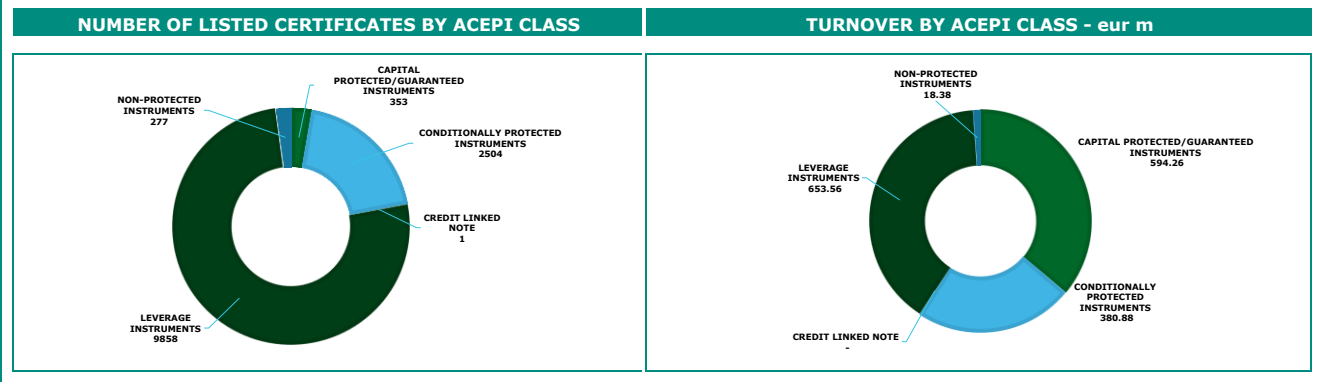 NUMBER OF LISTED CERTIFICATES BY ACEPI CLASS
CAPITAL
PROTECTED/GUARANTEED
INSTRUMENTS
353
NON-PROTECTED
INSTRUMENTS
277
CONDITIONALLY PROTECTED
INSTRUMENTS
2504
CREDIT LINKED
NOTE
1
LEVERAGE
INSTRUMENTS
9858
TURNOVER BY ACEPI CLASS - eur m
NON-PROTECTED
INSTRUMENTS
18.38
CAPITAL PROTECTED/GUARANTEED
INSTRUMENTS
594.26
LEVERAGE
INSTRUMENTS
653.56
CONDITIONALLY
PROTECTED
INSTRUMENTS
380.88
CREDIT LINKED NOTE
-